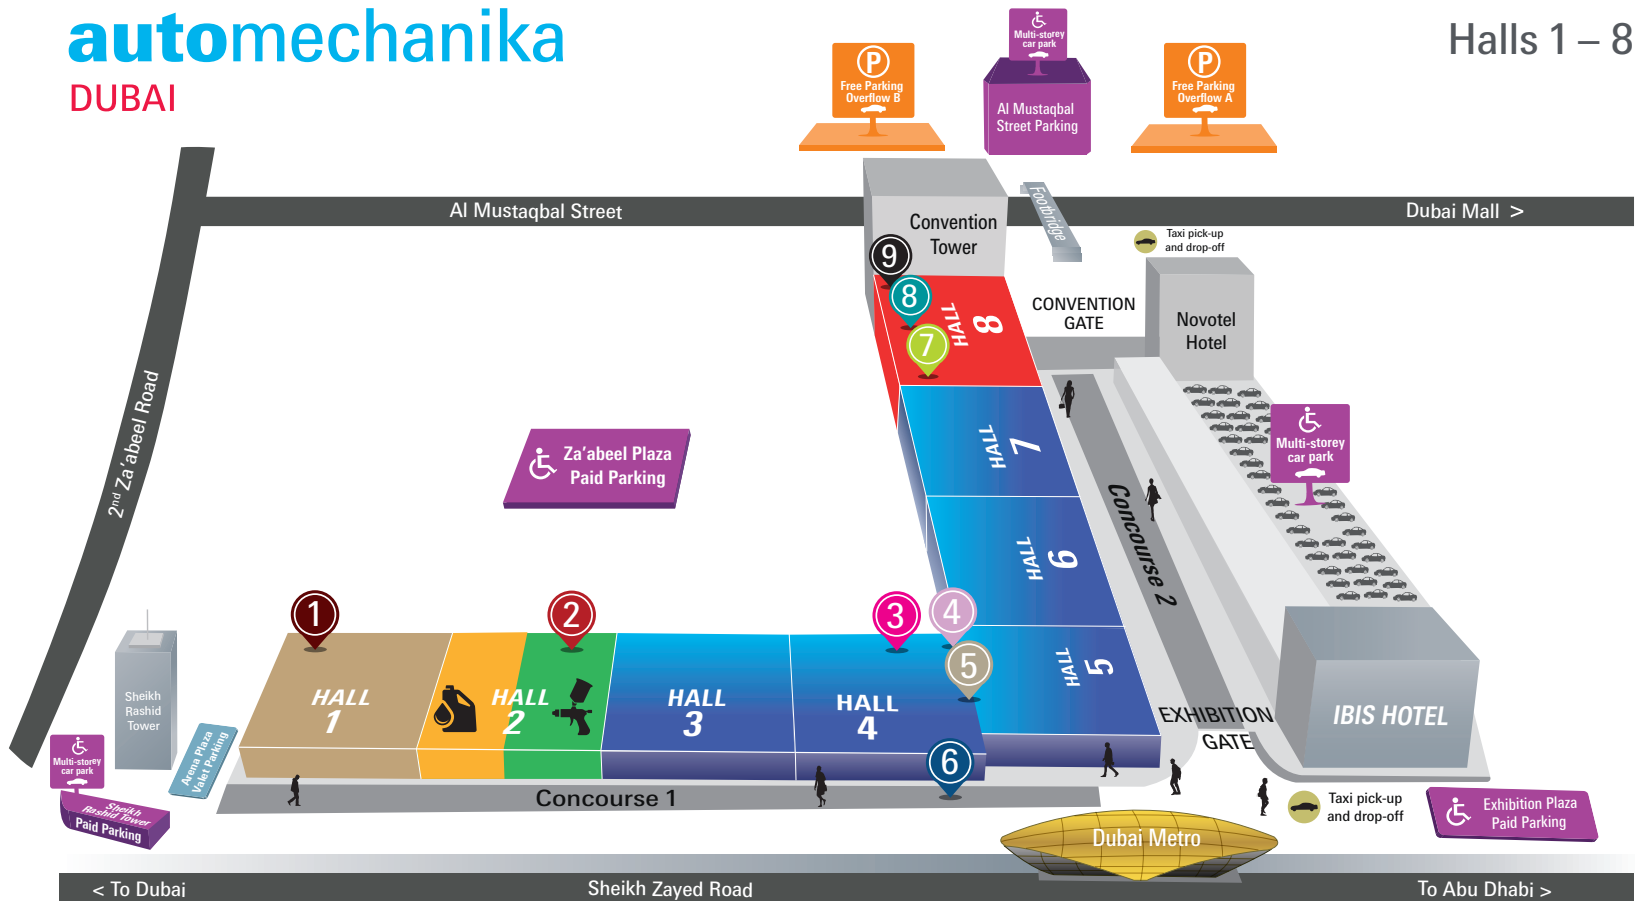 automechanika
DUBAI
Halls 1 – 8
P
Free Parking
Overflow B
Multi-storey
car park
Al Mustaqbal
Street Parking
P
Free Parking
Overflow A
Al Mustaqbal Street
Convention
Tower
Footbridge
Dubai Mall >
Taxi pick-up
and drop-off
9
8
7
HALL
8
CONVENTION
GATE
Novotel
Hotel
2nd Za'abeel Road
Za'abeel Plaza
Paid Parking
HALL
7
Multi-storey
car park
Concourse 2
HALL
6
1
2
3
4
5
HALL
5
Sheikh
Rashid
Tower
HALL
1
HALL
2
HALL
3
HALL
4
EXHIBITION
GATE
IBIS HOTEL
Arena Plaza
Valet Parking
6
Multi-storey
car park
Sheikh
Rashid Tower
Paid Parking
Concourse 1
Taxi pick-up
and drop-off
Exhibition Plaza
Paid Parking
Dubai Metro
< To Dubai
Sheikh Zayed Road
To Abu Dhabi >